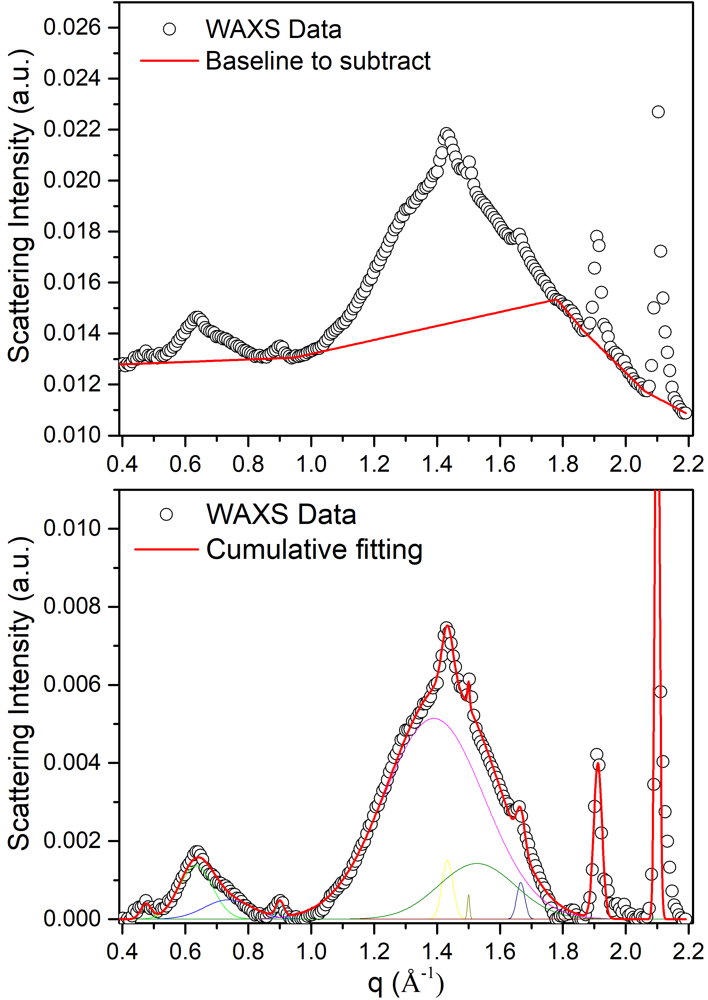 WAXS Data
Baseline to subtract
Scattering Intensity (a.u.)
0.026
0.024
0.022
0.020
0.018
0.016
0.014
0.012
0.010
0.4 0.6 0.8 1.0 1.2 1.4 1.6 1.8 2.0 2.2
WAXS Data
Cumulative fitting
Scattering Intensity (a.u.)
0.010
0.008
0.006
0.004
0.002
0.000
0.4 0.6 0.8 1.0 1.2 1.4 1.6 1.8 2.0 2.2
q (Å⁻¹)